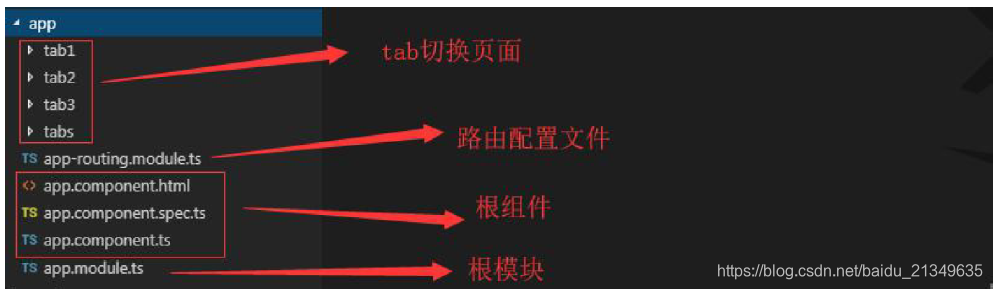 app
tab1
tab切换页面
tab2
tab3
tabs
路由配置文件
TS app-routing.module.ts
<> app.component.html
根组件
TS app.component.spec.ts
TS app.component.ts
根模块
TS app.module.ts
https://blog.csdn.net/baidu_21349635